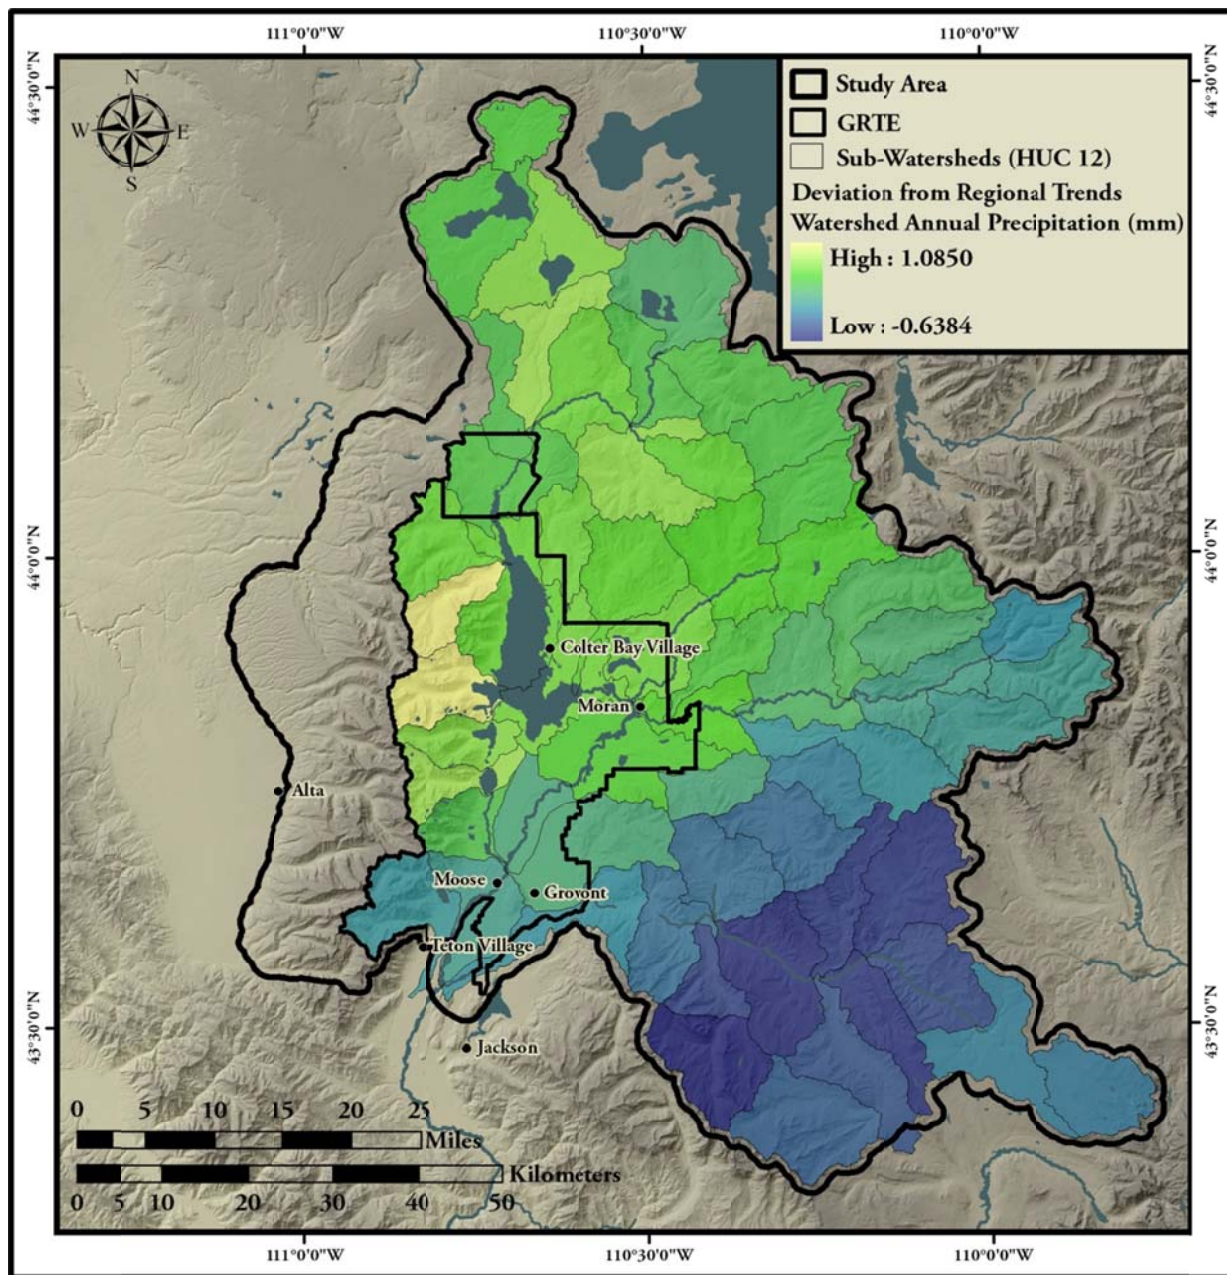 111°0'0"W 110°30'0"W 110°0'0"W
44°30'0"N
44°30'0"N
N
W E
S
Study Area
GRTE
Sub-Watersheds (HUC 12)
Deviation from Regional Trends
Watershed Annual Precipitation (mm)
High : 1.0850
Low : -0.6384
44°0'0"N
44°0'0"N
Colter Bay Village
Moran
Alta
Moose
Grovont
Teton Village
43°30'0"N
43°30'0"N
Jackson
0 5 10 15 20 25
Miles
Kilometers
0 5 10 20 30 40 50
111°0'0"W 110°30'0"W 110°0'0"W